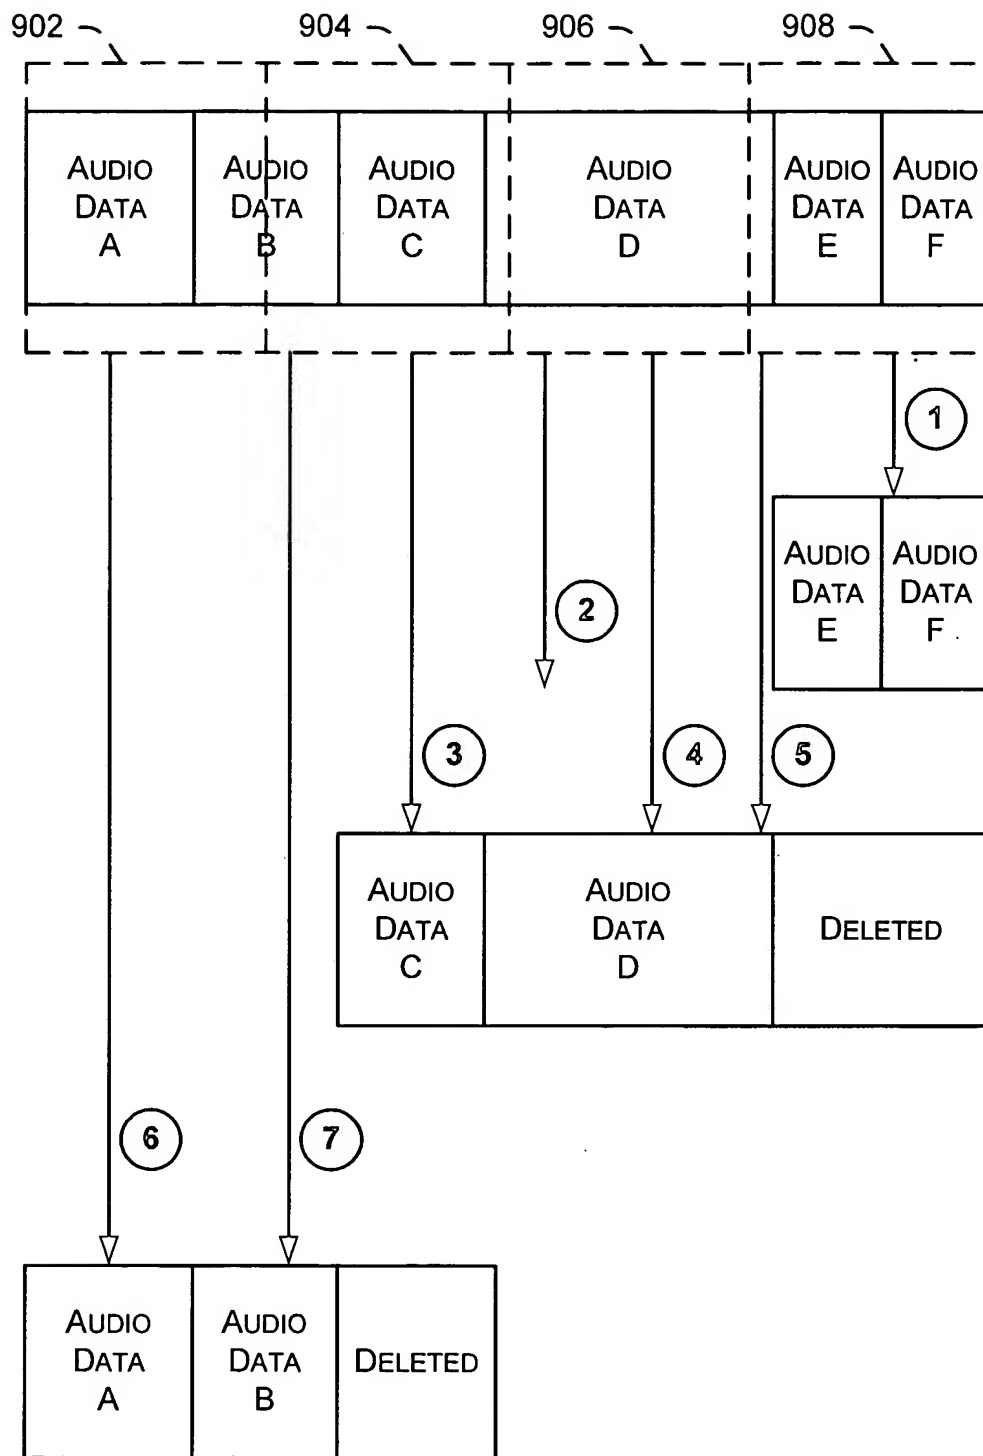 902
904
906
908
AUDIO
DATA
A
AUDIO
DATA
B
AUDIO
DATA
C
AUDIO
DATA
D
AUDIO
DATA
E
AUDIO
DATA
F
1
AUDIO
DATA
E
AUDIO
DATA
F
2
3
4
5
AUDIO
DATA
C
AUDIO
DATA
D
DELETED
6
7
AUDIO
DATA
A
AUDIO
DATA
B
DELETED